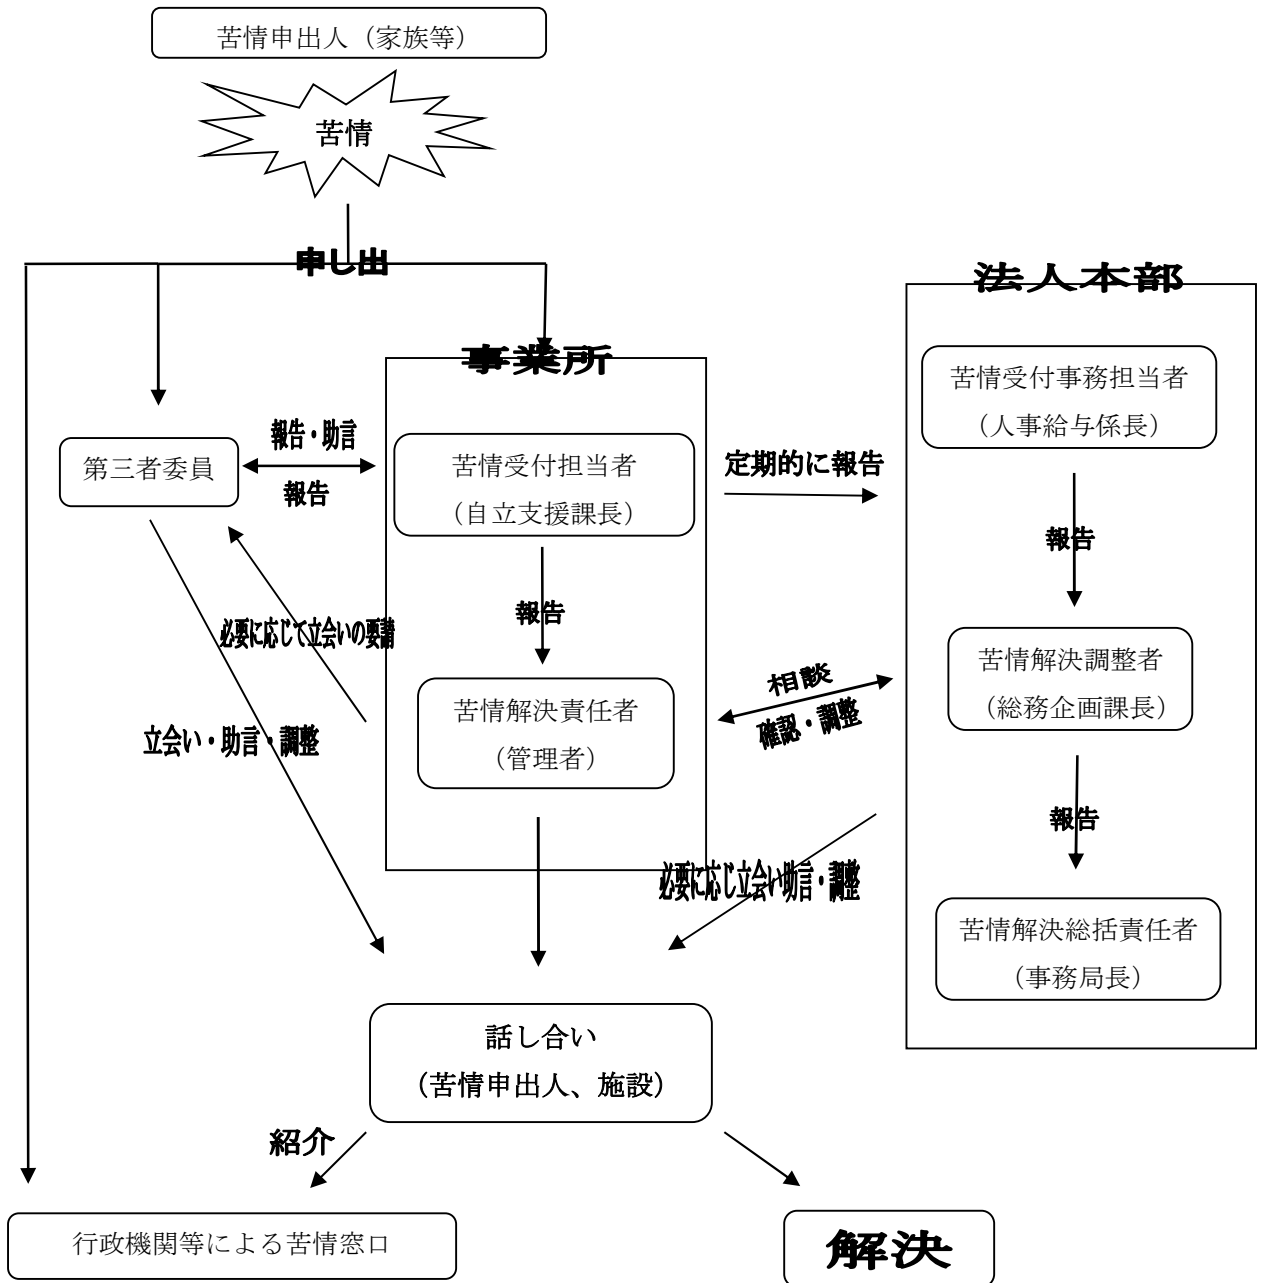 苦情申出人（家族等）
苦情
申し出
法人本部
事業所
苦情受付事務担当者
（人事給与係長）
報告・助言
第三者委員
報告
苦情受付担当者
（自立支援課長）
定期的に報告
報告
報告
必要に応じて立会いの要請
苦情解決調整者
（総務企画課長）
相談
確認・調整
苦情解決責任者
（管理者）
立会い・助言・調整
報告
必要に応じ立会い助言・調整
苦情解決総括責任者
（事務局長）
話し合い
（苦情申出人、施設）
紹介
行政機関等による苦情窓口
解決